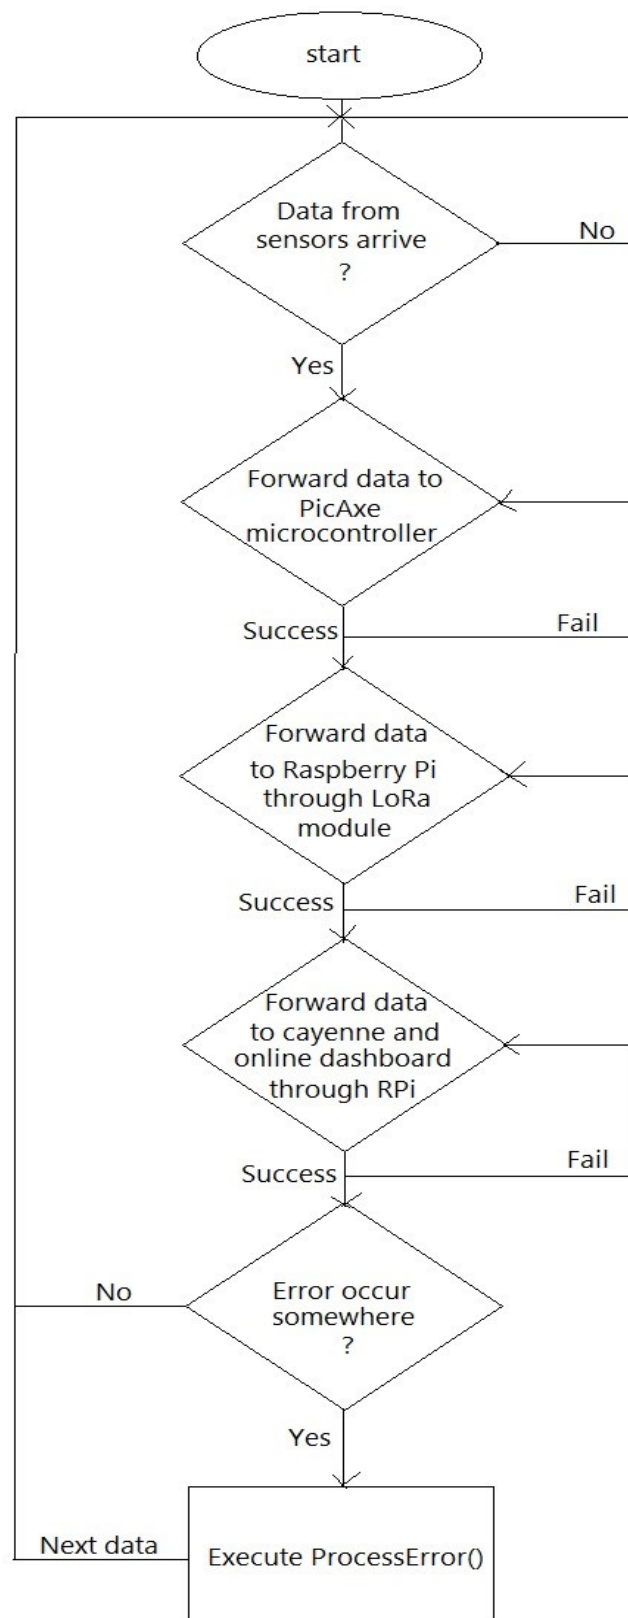 start
Data from
sensors arrive
?
No
Yes
Forward data to
PicAxe
microcontroller
Success
Fail
Forward data
to Raspberry Pi
through LoRa
module
Success
Fail
Forward data
to cayenne and
online dashboard
through RPi
Success
Fail
No
Error occur
somewhere
?
Yes
Next data
Execute ProcessError()